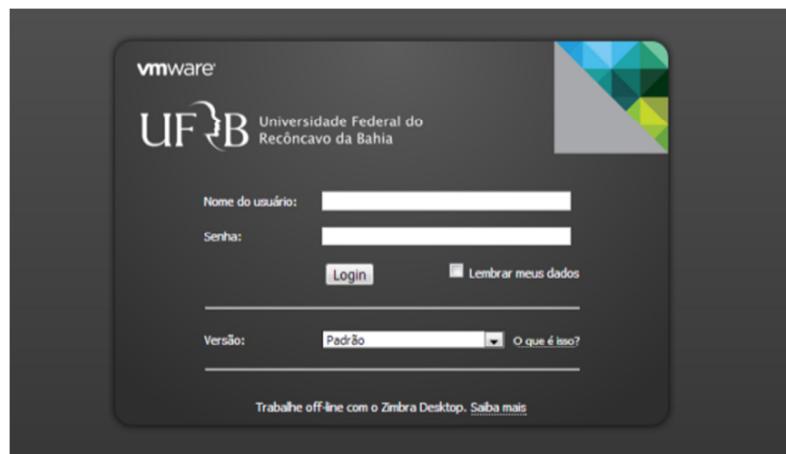 vmware
UFRB Universidade Federal do
Recôncavo da Bahia
Nome do usuário:
Senha:
Login Lembrar meus dados
Versão: Padrão O que é isso?
Trabalhe off-line com o Zimbra Desktop. Saiba mais